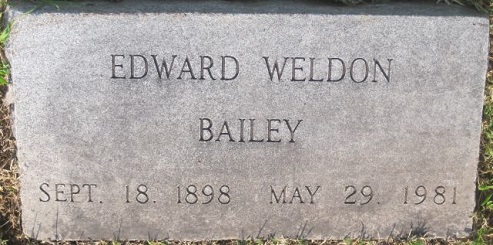 EDWARD WELDON
BAILEY
SEPT. 18. 1898 MAY 29. 1981